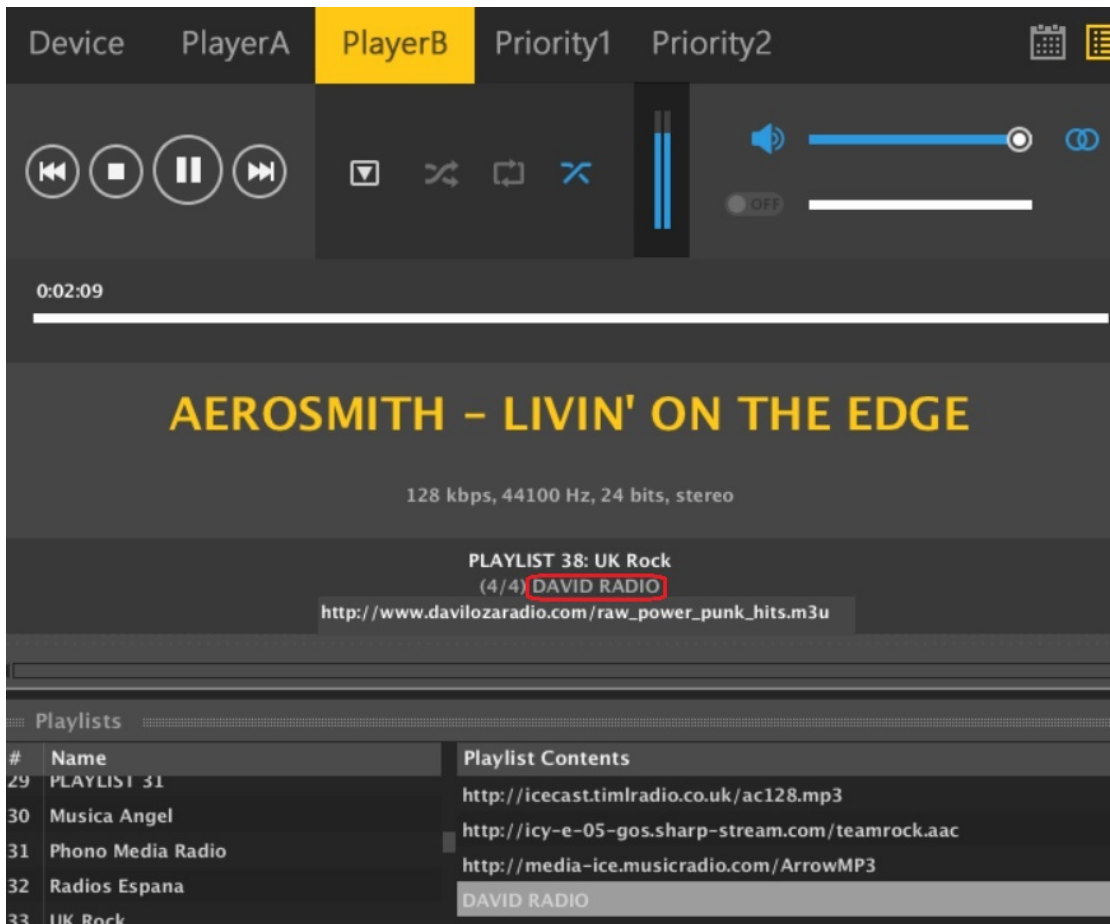 Device PlayerA PlayerB Priority1 Priority2
OFF
0:02:09
AEROSMITH – LIVIN' ON THE EDGE
128 kbps, 44100 Hz, 24 bits, stereo
PLAYLIST 38: UK Rock
(4/4) DAVID RADIO
http://www.davilozaradio.com/raw_power_punk_hits.m3u
Playlists
# Name Playlist Contents
29 PLAYLIST 31
http://icecast.timlradio.co.uk/ac128.mp3
30 Musica Angel
http://icy-e-05-gos.sharp-stream.com/teamrock.aac
31 Phono Media Radio
http://media-ice.musicradio.com/ArrowMP3
32 Radios Espana
DAVID RADIO
33 UK Rock